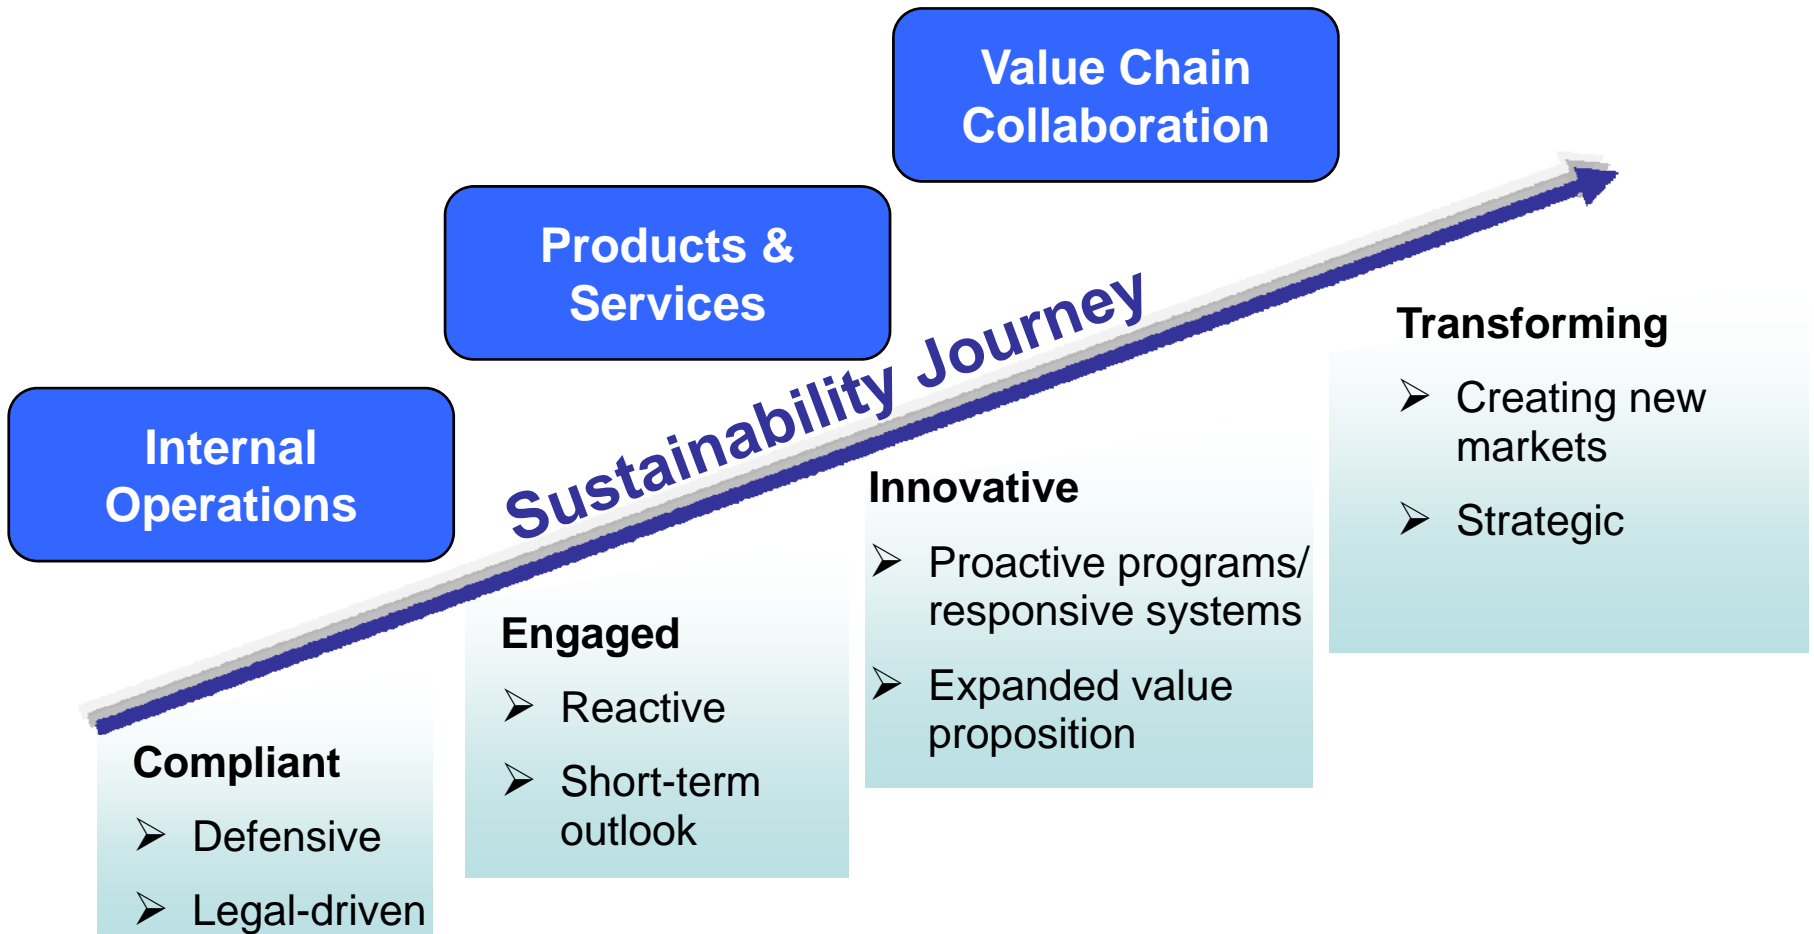 Value Chain
Collaboration
Products &
Services
Internal
Operations
Sustainability Journey
Compliant
➢ Defensive
➢ Legal-driven
Engaged
➢ Reactive
➢ Short-term
outlook
Innovative
➢ Proactive programs/
responsive systems
➢ Expanded value
proposition
Transforming
➢ Creating new
markets
➢ Strategic